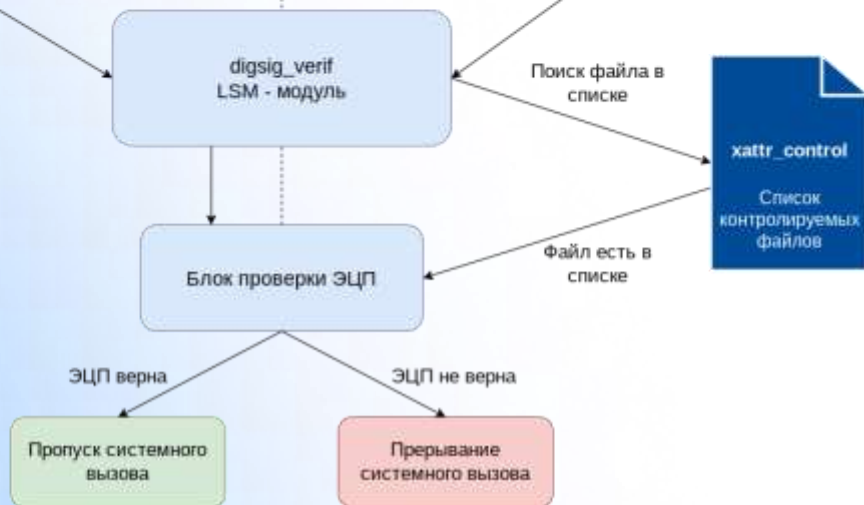 digsig_verif
LSM - модуль
Поиск файла в
списке
xattr_control
Список
контролируемых
файлов
Файл есть в
списке
Блок проверки ЭЦП
ЭЦП верна
ЭЦП не верна
Пропуск системного
вызова
Прерывание
системного вызова